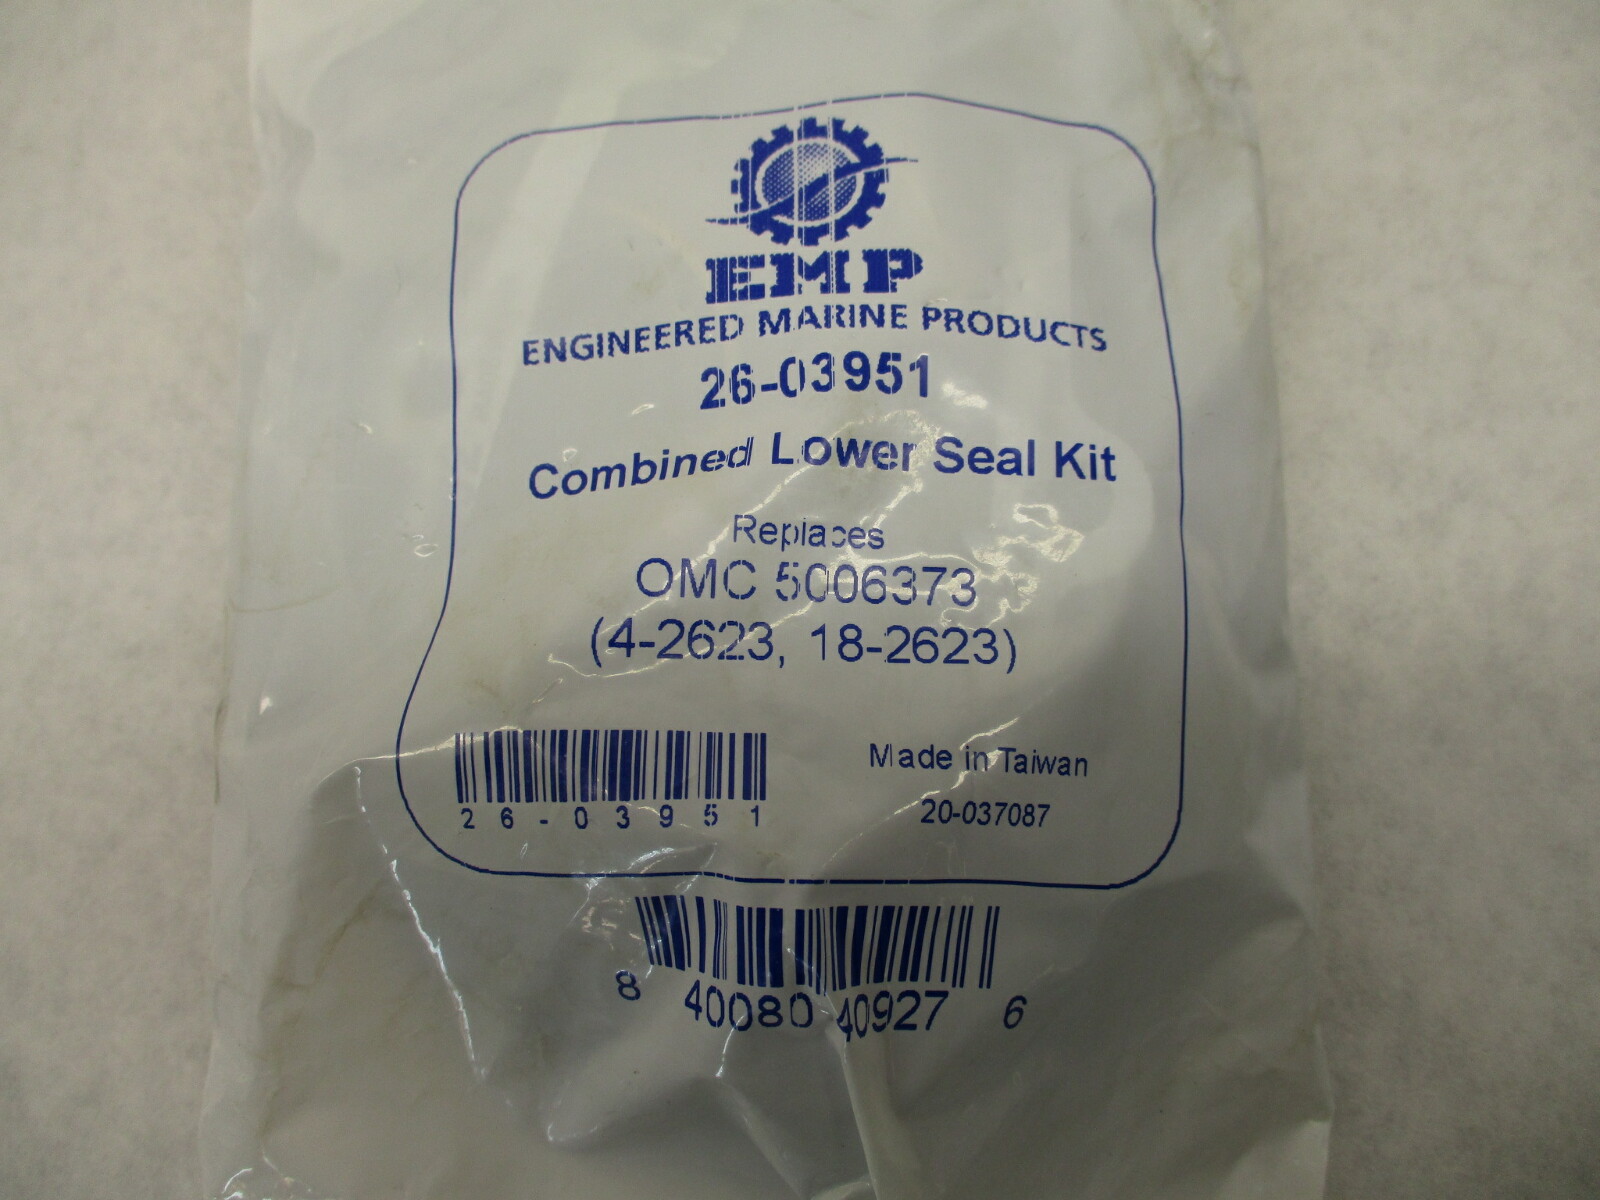 EMP
ENGINEERED MARINE PRODUCTS
26-03951
Combined Lower Seal Kit
Replaces
OMC 5006373
(4-2623, 18-2623)
Made in Taiwan
26-03951
20-037087
8 40080 40927 6